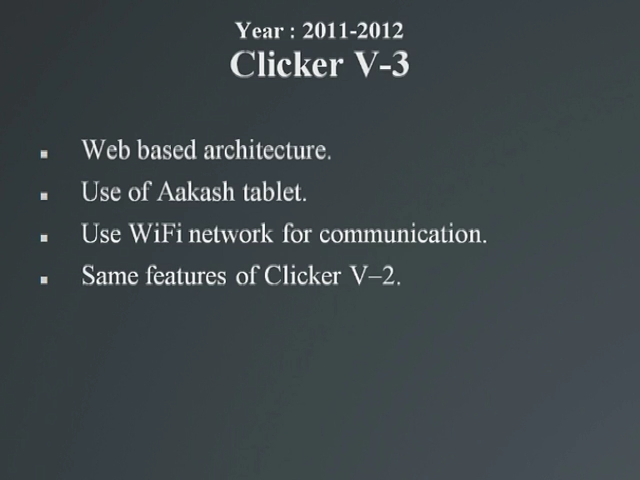 Year : 2011-2012
Clicker V-3
▪ Web based architecture.
▪ Use of Aakash tablet.
▪ Use WiFi network for communication.
▪ Same features of Clicker V–2.